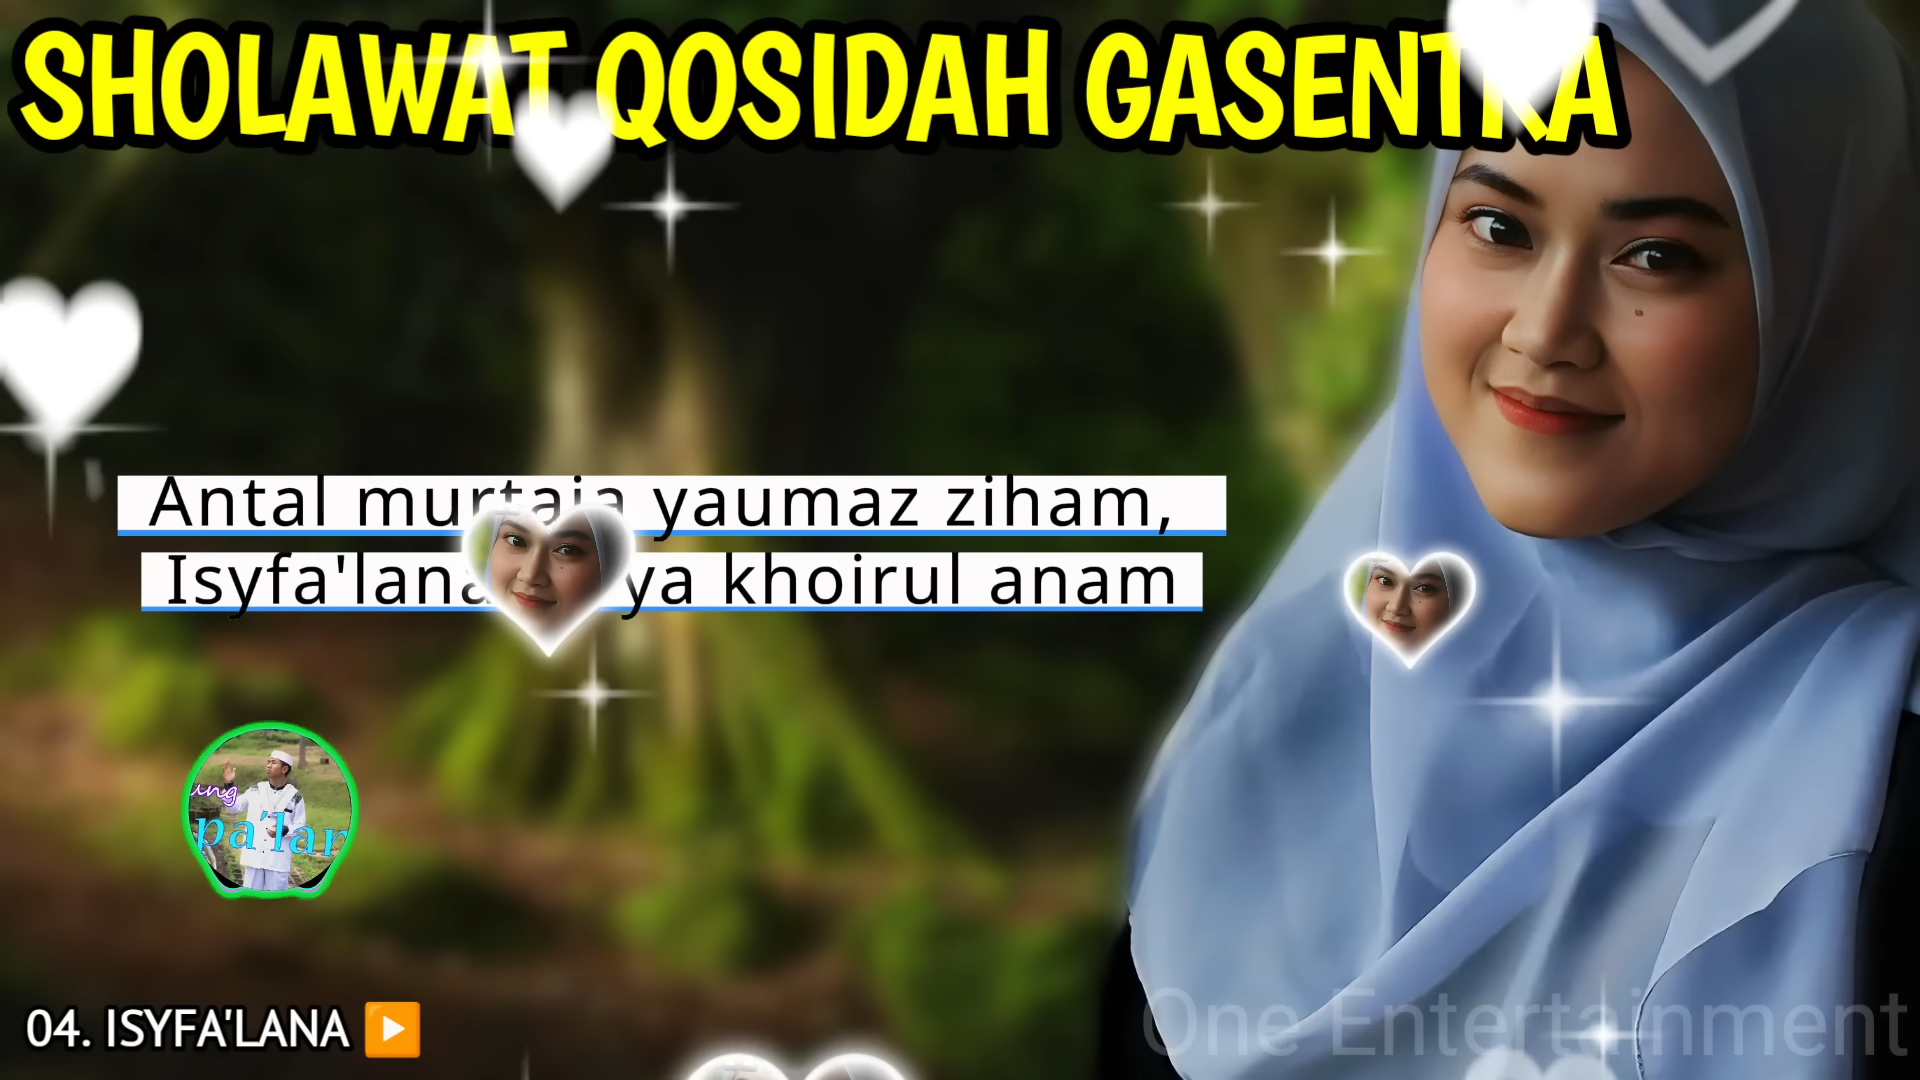 SHOLAWAT QOSIDAH GASENTRA
Antal murtaja yaumaz ziham,
Isyfa'lana ya khoirul anam
ung
pa'lan
04. ISYFA'LANA ▶
One Entertainment